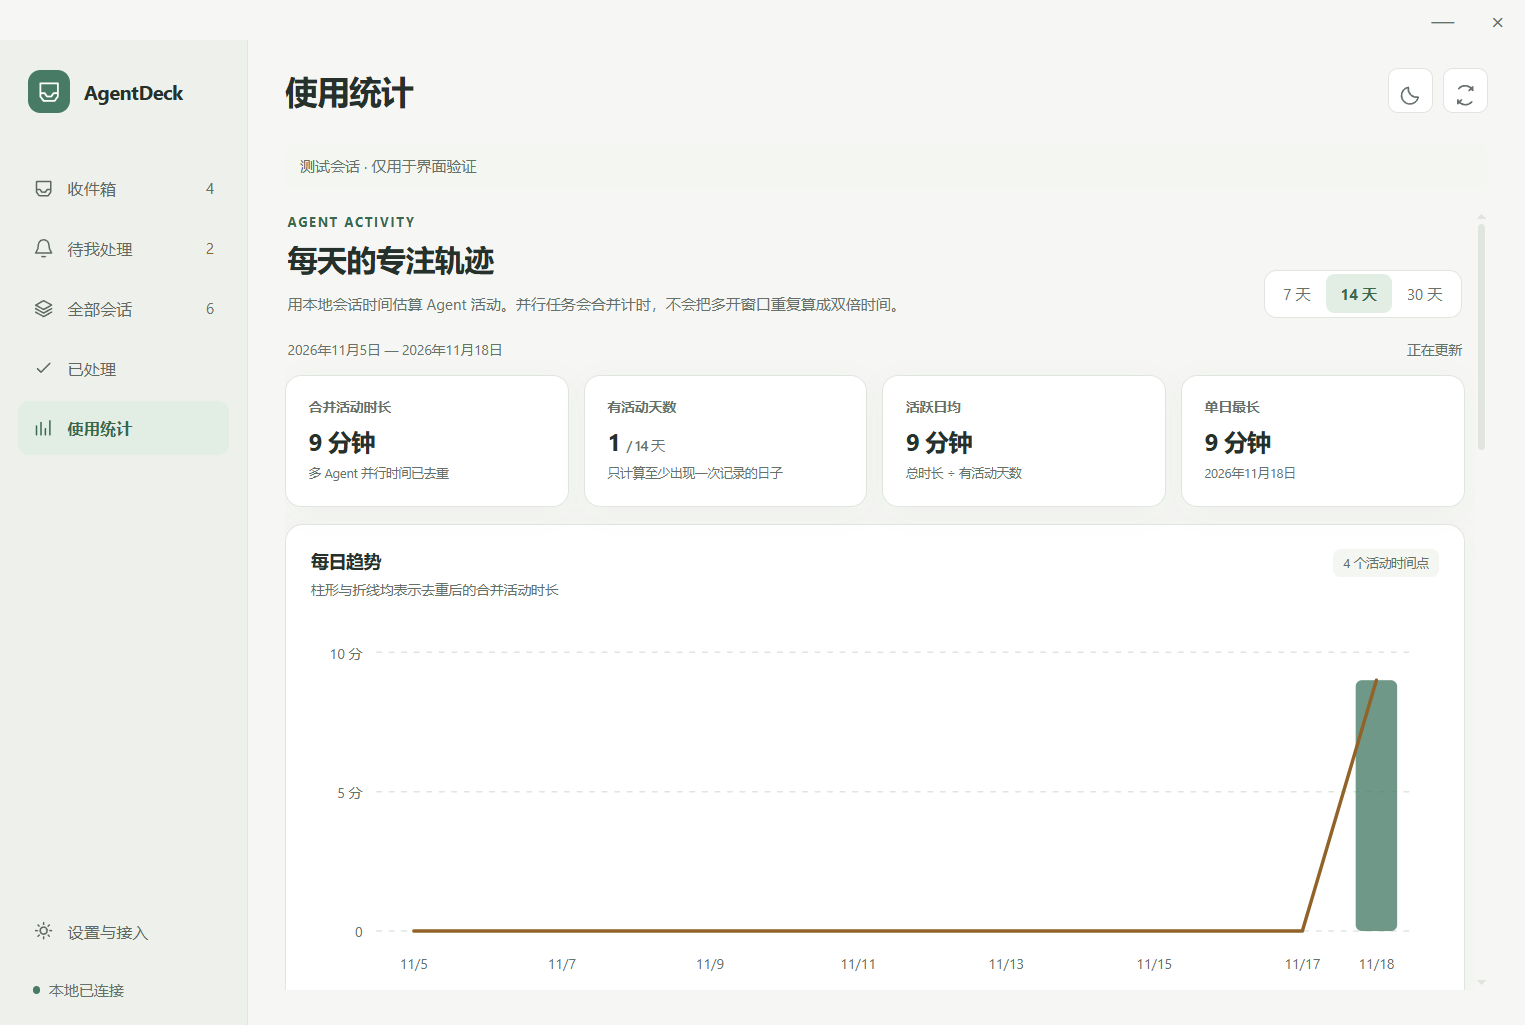 AgentDeck
收件箱 4
待我处理 2
全部会话 6
已处理
使用统计
设置与接入
本地已连接
使用统计
测试会话 · 仅用于界面验证
AGENT ACTIVITY
每天的专注轨迹
用本地会话时间估算 Agent 活动。并行任务会合并计时，不会把多开窗口重复算成双倍时间。
7 天 14 天 30 天
2026年11月5日 — 2026年11月18日
正在更新
合并活动时长
9 分钟
多 Agent 并行时间已去重
有活动天数
1 / 14 天
只计算至少出现一次记录的日子
活跃日均
9 分钟
总时长 ÷ 有活动天数
单日最长
9 分钟
2026年11月18日
每日趋势
4 个活动时间点
柱形与折线均表示去重后的合并活动时长
10 分
5 分
0
11/5 11/7 11/9 11/11 11/13 11/15 11/17 11/18